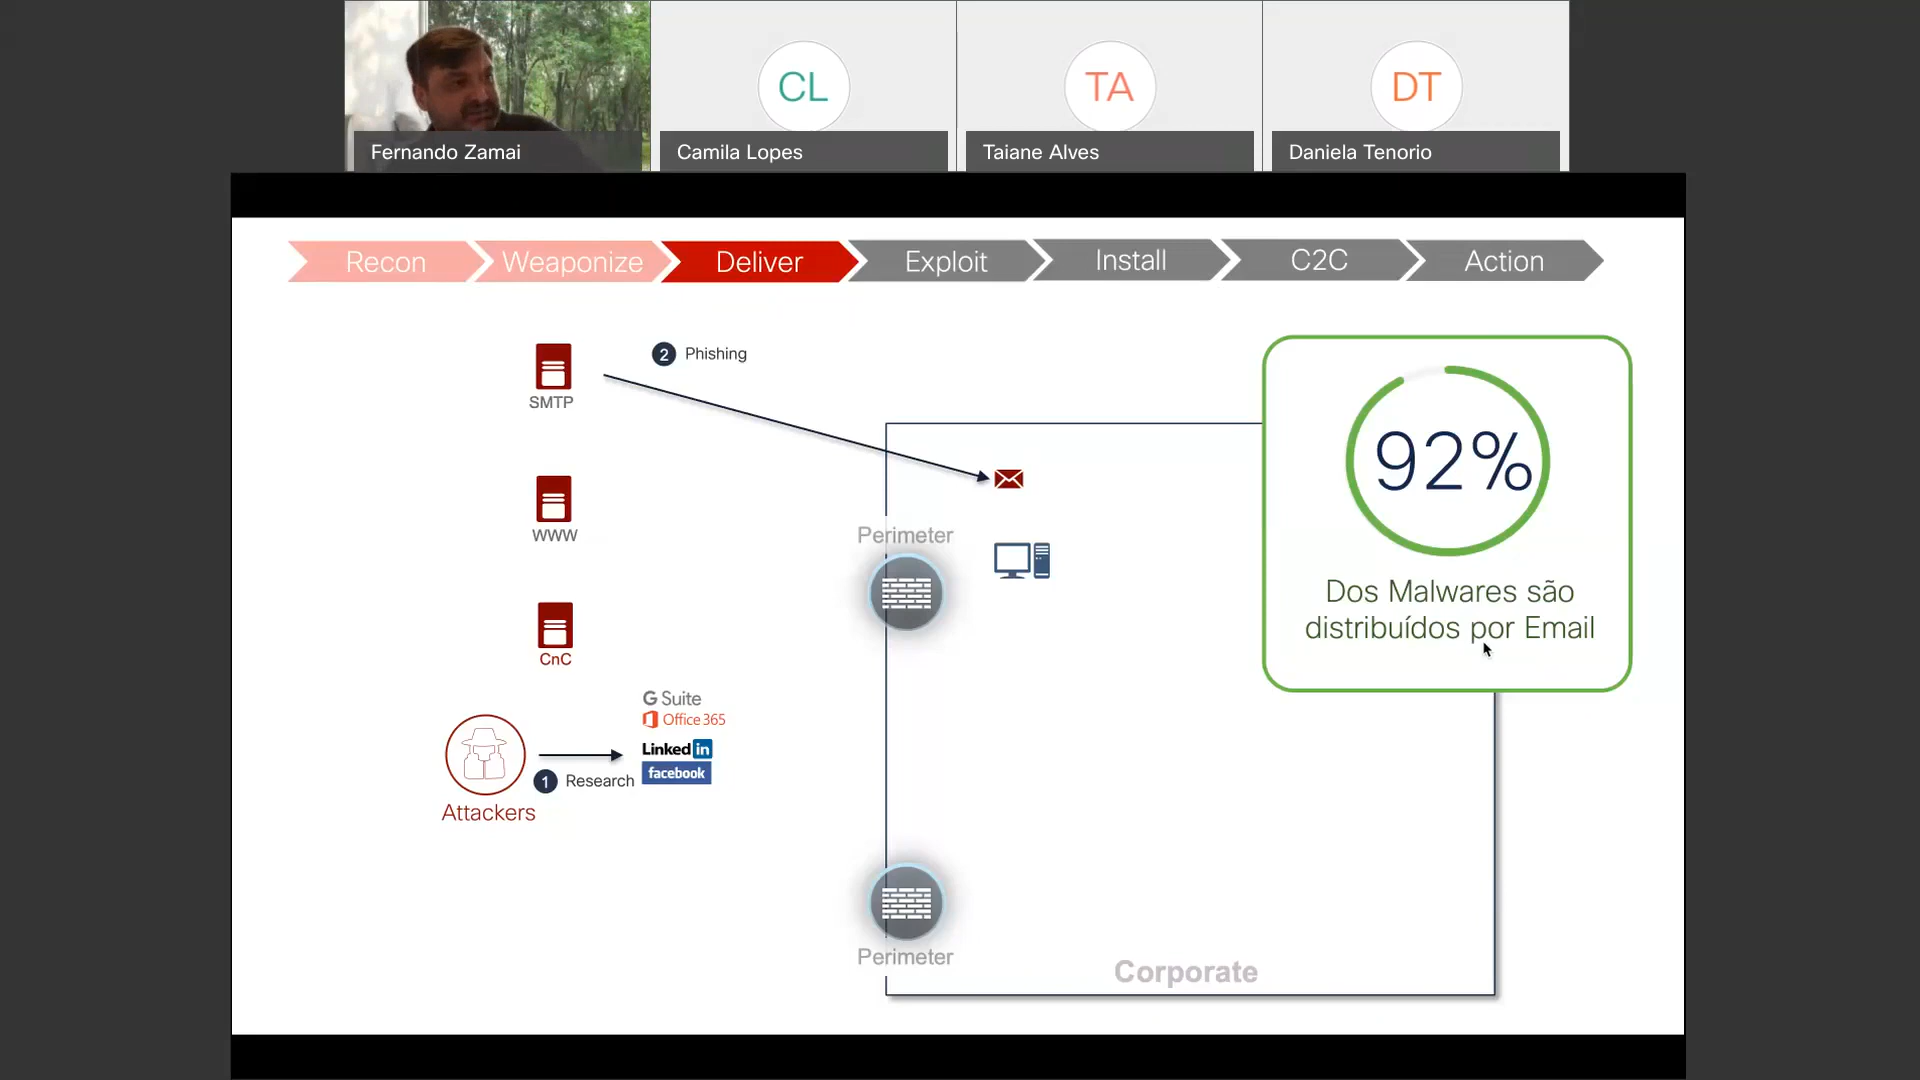 Fernando Zamai
CL
Camila Lopes
TA
Taiane Alves
DT
Daniela Tenorio
Recon
Weaponize
Deliver
Exploit
Install
C2C
Action
SMTP
2 Phishing
WWW
CnC
Attackers
1 Research
G Suite
Office 365
Linked in
facebook
Perimeter
Perimeter
Corporate
92%
Dos Malwares são
distribuídos por Email